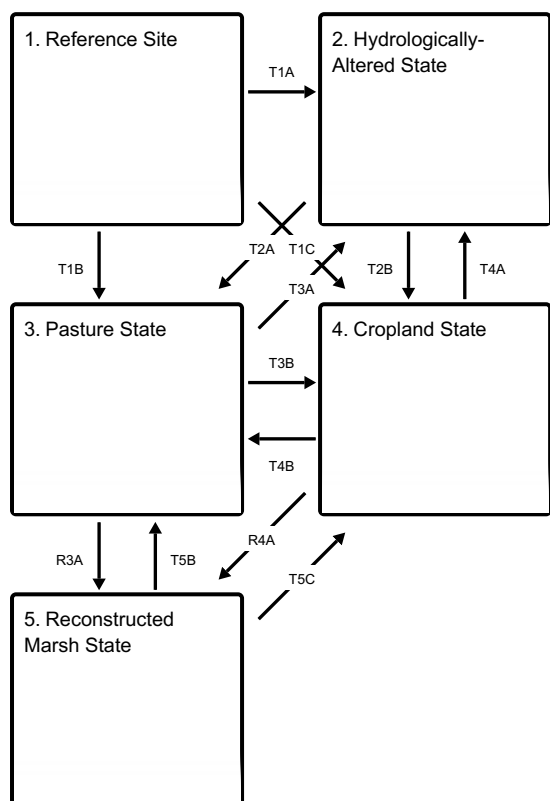 1. Reference Site
2. Hydrologically-
Altered State
T1A
T2A
T1C
T1B
T2B
T4A
T3A
3. Pasture State
4. Cropland State
T3B
T4B
R3A
T5B
R4A
T5C
5. Reconstructed
Marsh State